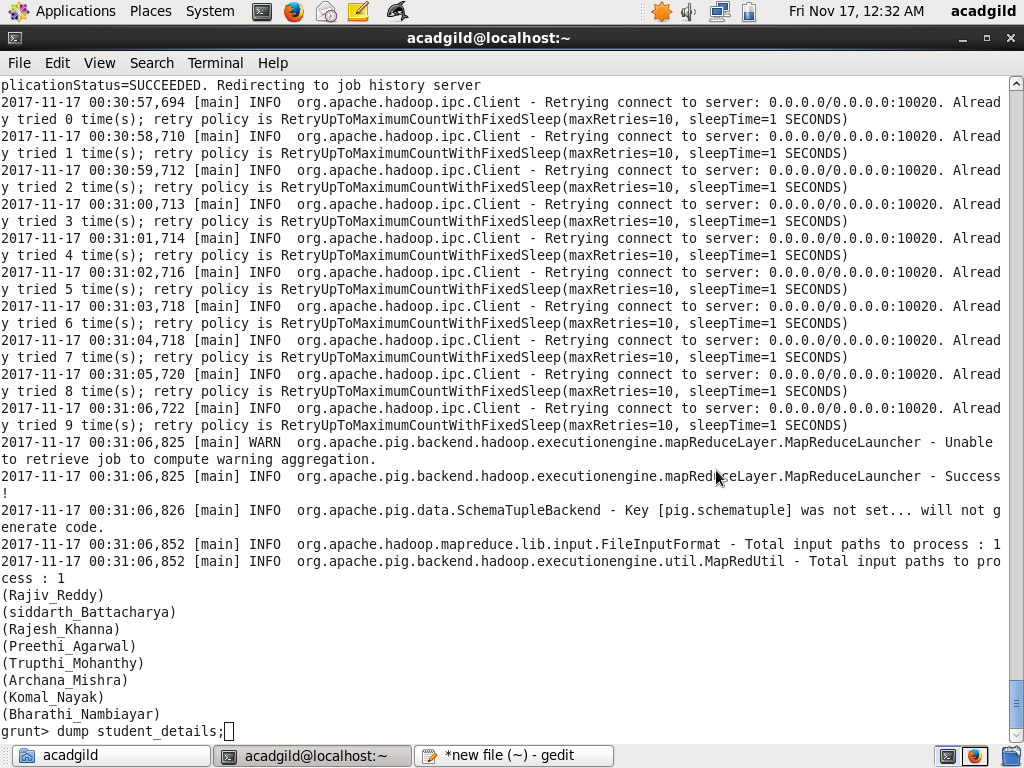 Applications Places System Fri Nov 17, 12:32 AM acadgild
acadgild@localhost:~
File Edit View Search Terminal Help
plicationStatus=SUCCEEDED. Redirecting to job history server
2017-11-17 00:30:57,694 [main] INFO  org.apache.hadoop.ipc.Client - Retrying connect to server: 0.0.0.0/0.0.0.0:10020. Alread
y tried 0 time(s); retry policy is RetryUpToMaximumCountWithFixedSleep(maxRetries=10, sleepTime=1 SECONDS)
2017-11-17 00:30:58,710 [main] INFO  org.apache.hadoop.ipc.Client - Retrying connect to server: 0.0.0.0/0.0.0.0:10020. Alread
y tried 1 time(s); retry policy is RetryUpToMaximumCountWithFixedSleep(maxRetries=10, sleepTime=1 SECONDS)
2017-11-17 00:30:59,712 [main] INFO  org.apache.hadoop.ipc.Client - Retrying connect to server: 0.0.0.0/0.0.0.0:10020. Alread
y tried 2 time(s); retry policy is RetryUpToMaximumCountWithFixedSleep(maxRetries=10, sleepTime=1 SECONDS)
2017-11-17 00:31:00,713 [main] INFO  org.apache.hadoop.ipc.Client - Retrying connect to server: 0.0.0.0/0.0.0.0:10020. Alread
y tried 3 time(s); retry policy is RetryUpToMaximumCountWithFixedSleep(maxRetries=10, sleepTime=1 SECONDS)
2017-11-17 00:31:01,714 [main] INFO  org.apache.hadoop.ipc.Client - Retrying connect to server: 0.0.0.0/0.0.0.0:10020. Alread
y tried 4 time(s); retry policy is RetryUpToMaximumCountWithFixedSleep(maxRetries=10, sleepTime=1 SECONDS)
2017-11-17 00:31:02,716 [main] INFO  org.apache.hadoop.ipc.Client - Retrying connect to server: 0.0.0.0/0.0.0.0:10020. Alread
y tried 5 time(s); retry policy is RetryUpToMaximumCountWithFixedSleep(maxRetries=10, sleepTime=1 SECONDS)
2017-11-17 00:31:03,718 [main] INFO  org.apache.hadoop.ipc.Client - Retrying connect to server: 0.0.0.0/0.0.0.0:10020. Alread
y tried 6 time(s); retry policy is RetryUpToMaximumCountWithFixedSleep(maxRetries=10, sleepTime=1 SECONDS)
2017-11-17 00:31:04,718 [main] INFO  org.apache.hadoop.ipc.Client - Retrying connect to server: 0.0.0.0/0.0.0.0:10020. Alread
y tried 7 time(s); retry policy is RetryUpToMaximumCountWithFixedSleep(maxRetries=10, sleepTime=1 SECONDS)
2017-11-17 00:31:05,720 [main] INFO  org.apache.hadoop.ipc.Client - Retrying connect to server: 0.0.0.0/0.0.0.0:10020. Alread
y tried 8 time(s); retry policy is RetryUpToMaximumCountWithFixedSleep(maxRetries=10, sleepTime=1 SECONDS)
2017-11-17 00:31:06,722 [main] INFO  org.apache.hadoop.ipc.Client - Retrying connect to server: 0.0.0.0/0.0.0.0:10020. Alread
y tried 9 time(s); retry policy is RetryUpToMaximumCountWithFixedSleep(maxRetries=10, sleepTime=1 SECONDS)
2017-11-17 00:31:06,825 [main] WARN  org.apache.pig.backend.hadoop.executionengine.mapReduceLayer.MapReduceLauncher - Unable
to retrieve job to compute warning aggregation.
2017-11-17 00:31:06,825 [main] INFO  org.apache.pig.backend.hadoop.executionengine.mapReduceLayer.MapReduceLauncher - Success
!
2017-11-17 00:31:06,826 [main] INFO  org.apache.pig.data.SchemaTupleBackend - Key [pig.schematuple] was not set... will not g
enerate code.
2017-11-17 00:31:06,852 [main] INFO  org.apache.hadoop.mapreduce.lib.input.FileInputFormat - Total input paths to process : 1
2017-11-17 00:31:06,852 [main] INFO  org.apache.pig.backend.hadoop.executionengine.util.MapRedUtil - Total input paths to pro
cess : 1
(Rajiv_Reddy)
(siddarth_Battacharya)
(Rajesh_Khanna)
(Preethi_Agarwal)
(Trupthi_Mohanthy)
(Archana_Mishra)
(Komal_Nayak)
(Bharathi_Nambiayar)
grunt> dump student_details;
acadgild acadgild@localhost:~ *new file (~) - gedit